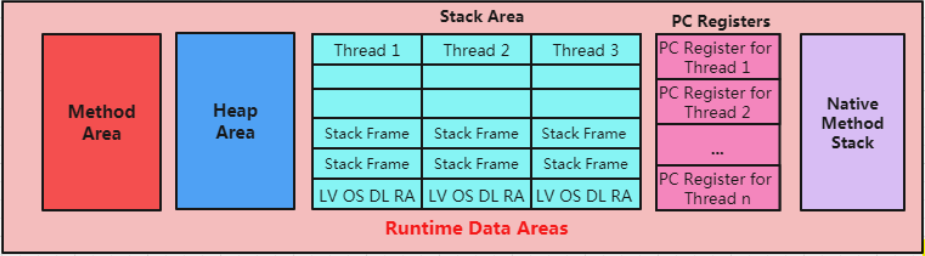 Stack Area
PC Registers
Method
Area
Heap
Area
Thread 1 Thread 2 Thread 3
Stack Frame Stack Frame Stack Frame
Stack Frame Stack Frame Stack Frame
LV OS DL RA LV OS DL RA LV OS DL RA
PC Register for
Thread 1
PC Register for
Thread 2
...
PC Register for
Thread n
Native
Method
Stack
Runtime Data Areas